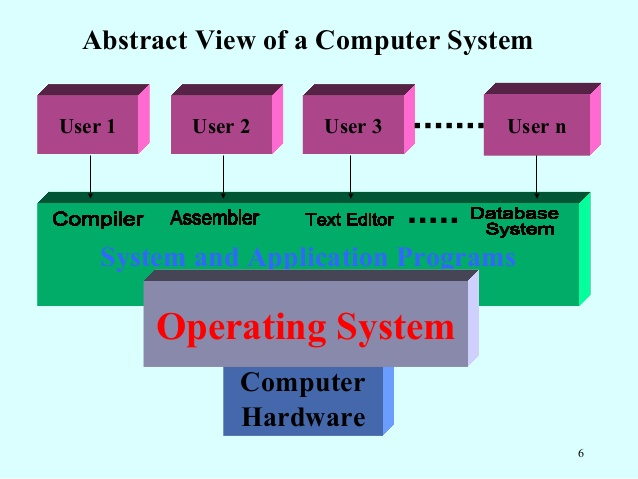 Abstract View of a Computer System
User 1
User 2
User 3
User n
Compiler
Assembler
Text Editor
Database
System
System and Application Programs
Operating System
Computer
Hardware
6